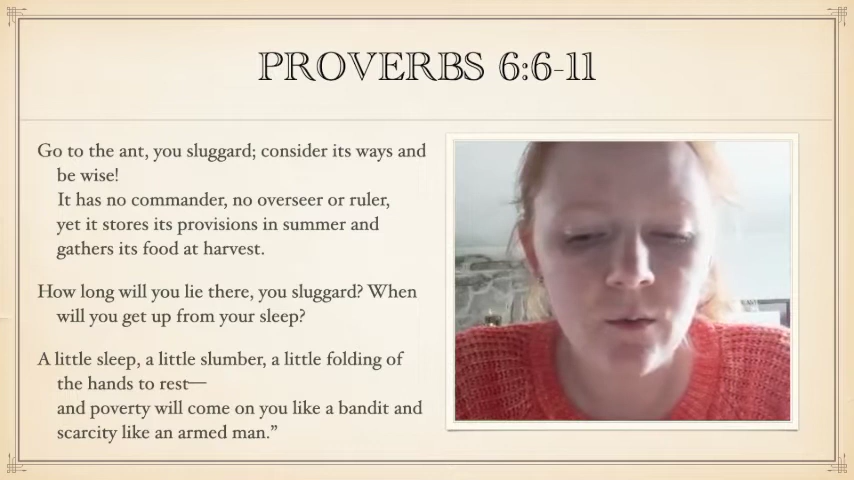 PROVERBS 6:6-11
Go to the ant, you sluggard; consider its ways and
be wise!
It has no commander, no overseer or ruler,
yet it stores its provisions in summer and
gathers its food at harvest.
How long will you lie there, you sluggard? When
will you get up from your sleep?
A little sleep, a little slumber, a little folding of
the hands to rest—
and poverty will come on you like a bandit and
scarcity like an armed man.”